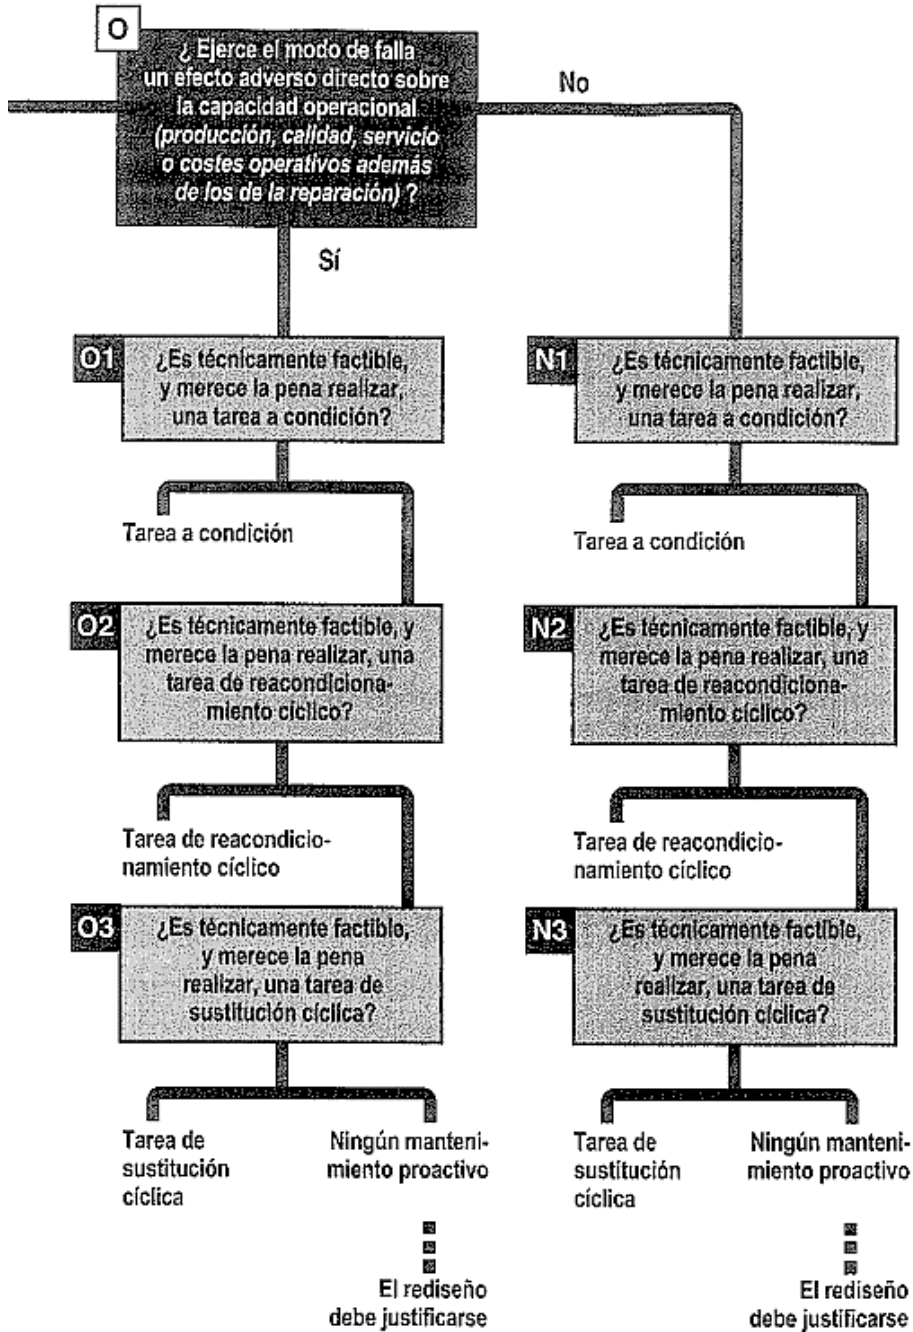 O
¿ Ejerce el modo de falla
un efecto adverso directo sobre
la capacidad operacional
(producción, calidad, servicio
o costes operativos además
de los de la reparación) ?
No
Sí
O1
¿Es técnicamente factible,
y merece la pena realizar,
una tarea a condición?
Tarea a condición
O2
¿Es técnicamente factible, y
merece la pena realizar, una
tarea de reacondiciona-
miento cíclico?
Tarea de reacondicio-
namiento cíclico
O3
¿Es técnicamente factible,
y merece la pena
realizar, una tarea de
sustitución cíclica?
Tarea de
sustitución
cíclica
Ningún manteni-
miento proactivo
El rediseño
debe justificarse
N1
¿Es técnicamente factible,
y merece la pena realizar,
una tarea a condición?
Tarea a condición
N2
¿Es técnicamente factible, y
merece la pena realizar, una
tarea de reacondiciona-
miento cíclico?
Tarea de reacondicio-
namiento cíclico
N3
¿Es técnicamente factible,
y merece la pena
realizar, una tarea de
sustitución cíclica?
Tarea de
sustitución
cíclica
Ningún manteni-
miento proactivo
El rediseño
debe justificarse